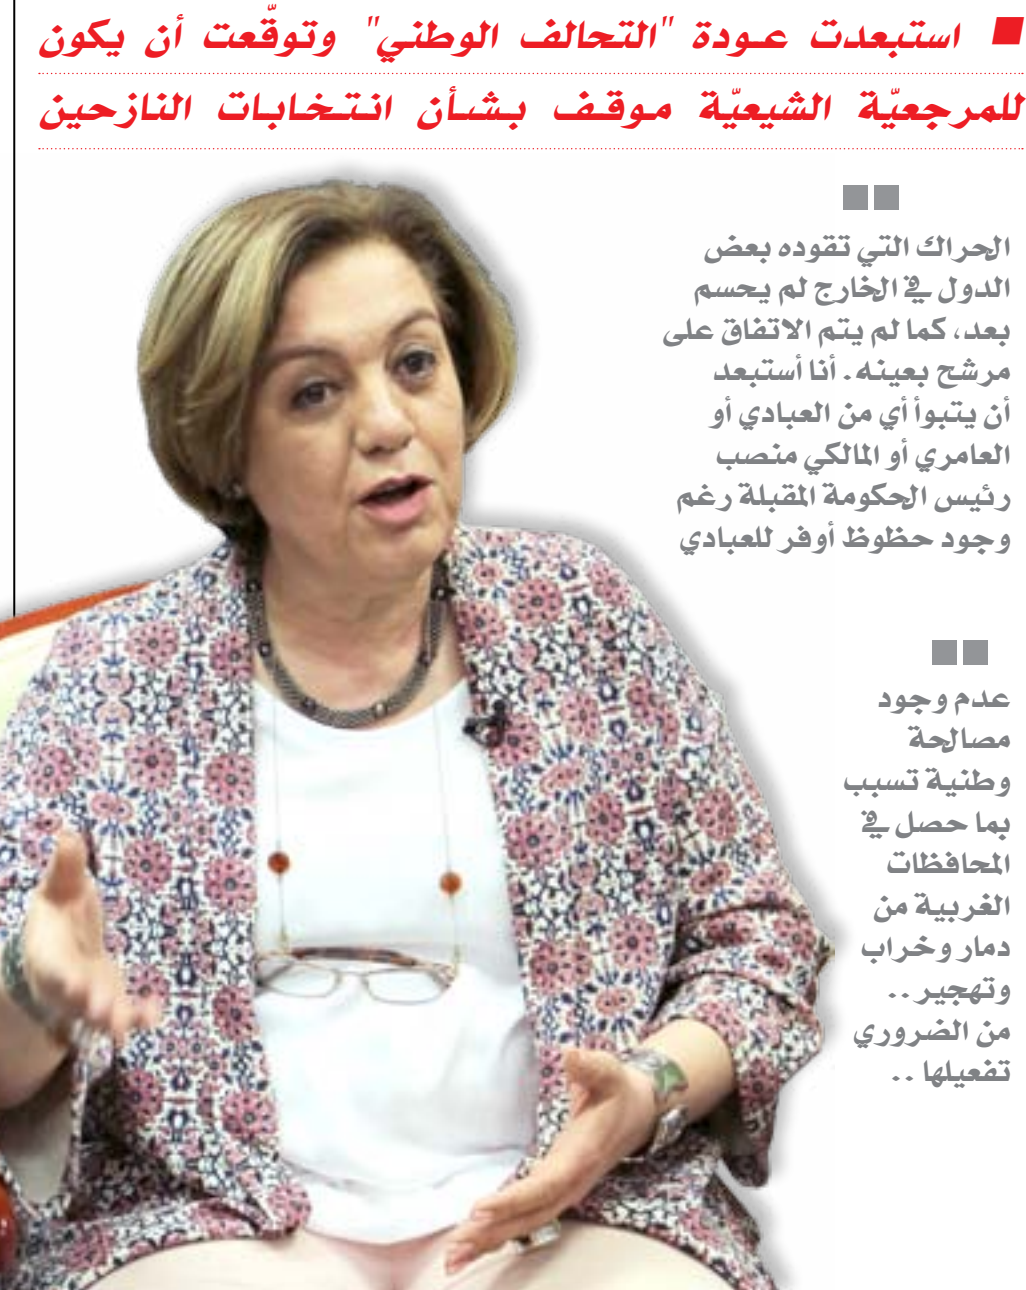 استبعدت عودة "التحالف الوطني" وتوقّعت أن يكون
للمرجعيّة الشيعيّة موقف بشأن انتخابات النازحين
الحراك التي تقوده بعض
الدول في الخارج لم يحسم
بعد، كما لم يتم الاتفاق على
مرشح بعينه. أنا أستبعد
أن يتبوأ أي من العبادي أو
العامري أو المالكي منصب
رئيس الحكومة المقبلة رغم
وجود حظوظ أوفر للعبادي
عدم وجود
مصالحة
وطنية تسبب
بما حصل في
المحافظات
الغربية من
دمار وخراب
وتهجير..
من الضروري
تفعيلها ..